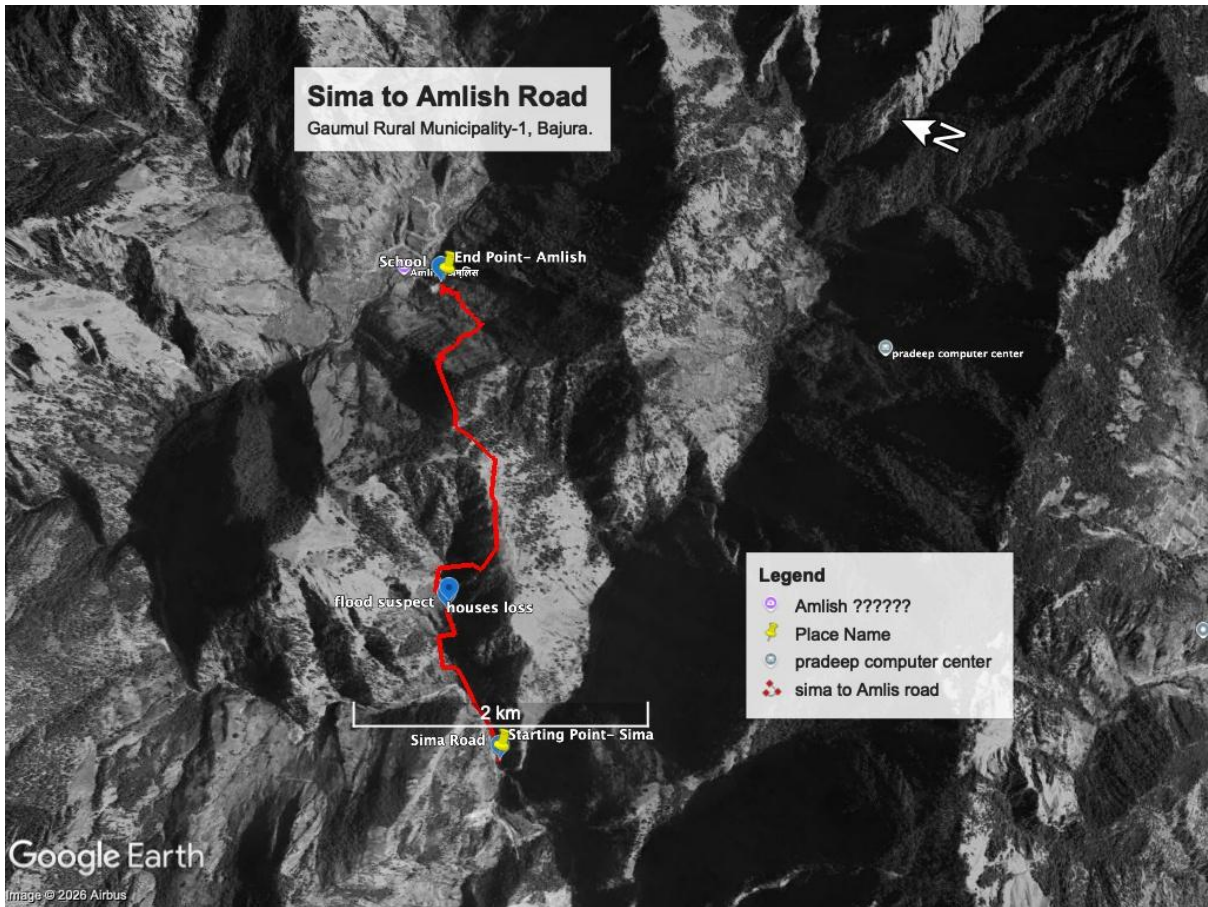 Sima to Amlish Road
Gaumul Rural Municipality-1, Bajura.
N
School
End Point- Amlish
pradeep computer center
flood suspect
houses loss
Legend
Amlish ??????
Place Name
pradeep computer center
sima to Amlis road
2 km
Sima Road
Starting Point- Sima
Google Earth
Image © 2026 Airbus